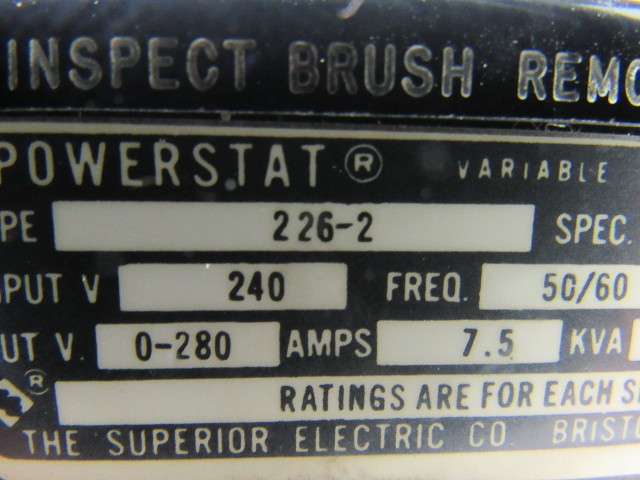 INSPECT BRUSH REMO
POWERSTAT® VARIABLE
PE 226-2 SPEC.
PUT V 240 FREQ. 50/60
UT V. 0-280 AMPS 7.5 KVA
® RATINGS ARE FOR EACH S
THE SUPERIOR ELECTRIC CO. BRISTO